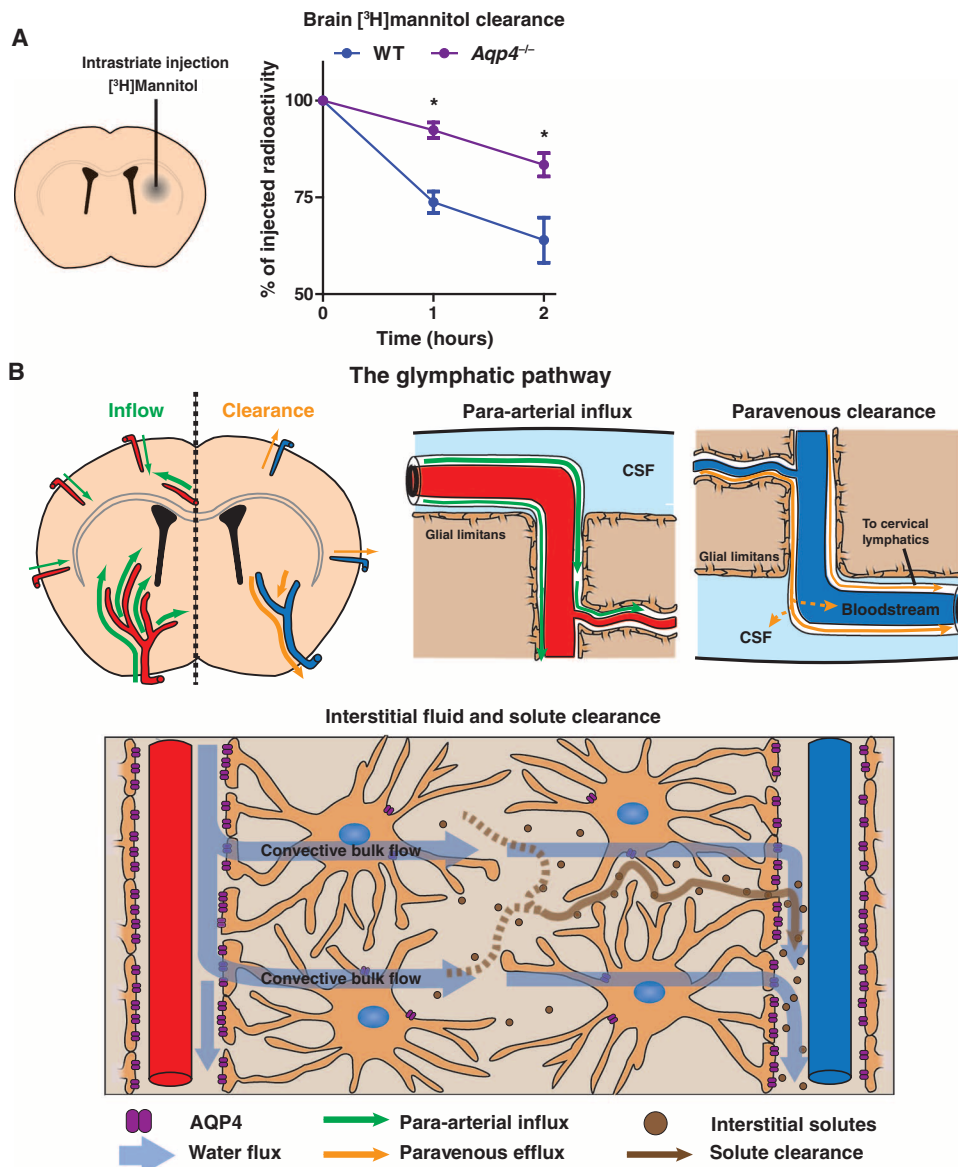 A
Brain [³H]mannitol clearance
WT
Aqp4⁻/⁻
Intrastriate injection
[³H]Mannitol
% of injected radioactivity
100
75
50
*
*
0
1
2
Time (hours)
B
The glymphatic pathway
Inflow
Clearance
Para-arterial influx
CSF
Glial limitans
Paravenous clearance
To cervical
lymphatics
Glial limitans
Bloodstream
CSF
Interstitial fluid and solute clearance
Convective bulk flow
Convective bulk flow
AQP4
Para-arterial influx
Interstitial solutes
Water flux
Paravenous efflux
Solute clearance